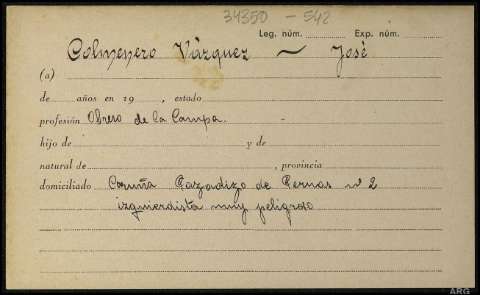 34350 - 542
Leg. núm. Exp. núm.
Colmenero Vázquez ~ José
(a)
de años en 19 , estado
profesión Obrero de la Campsa. -
hijo de y de
natural de , provincia
domiciliado Coruña Pazadizo de Pernas nº 2
izquierdista muy peligroso
ARG